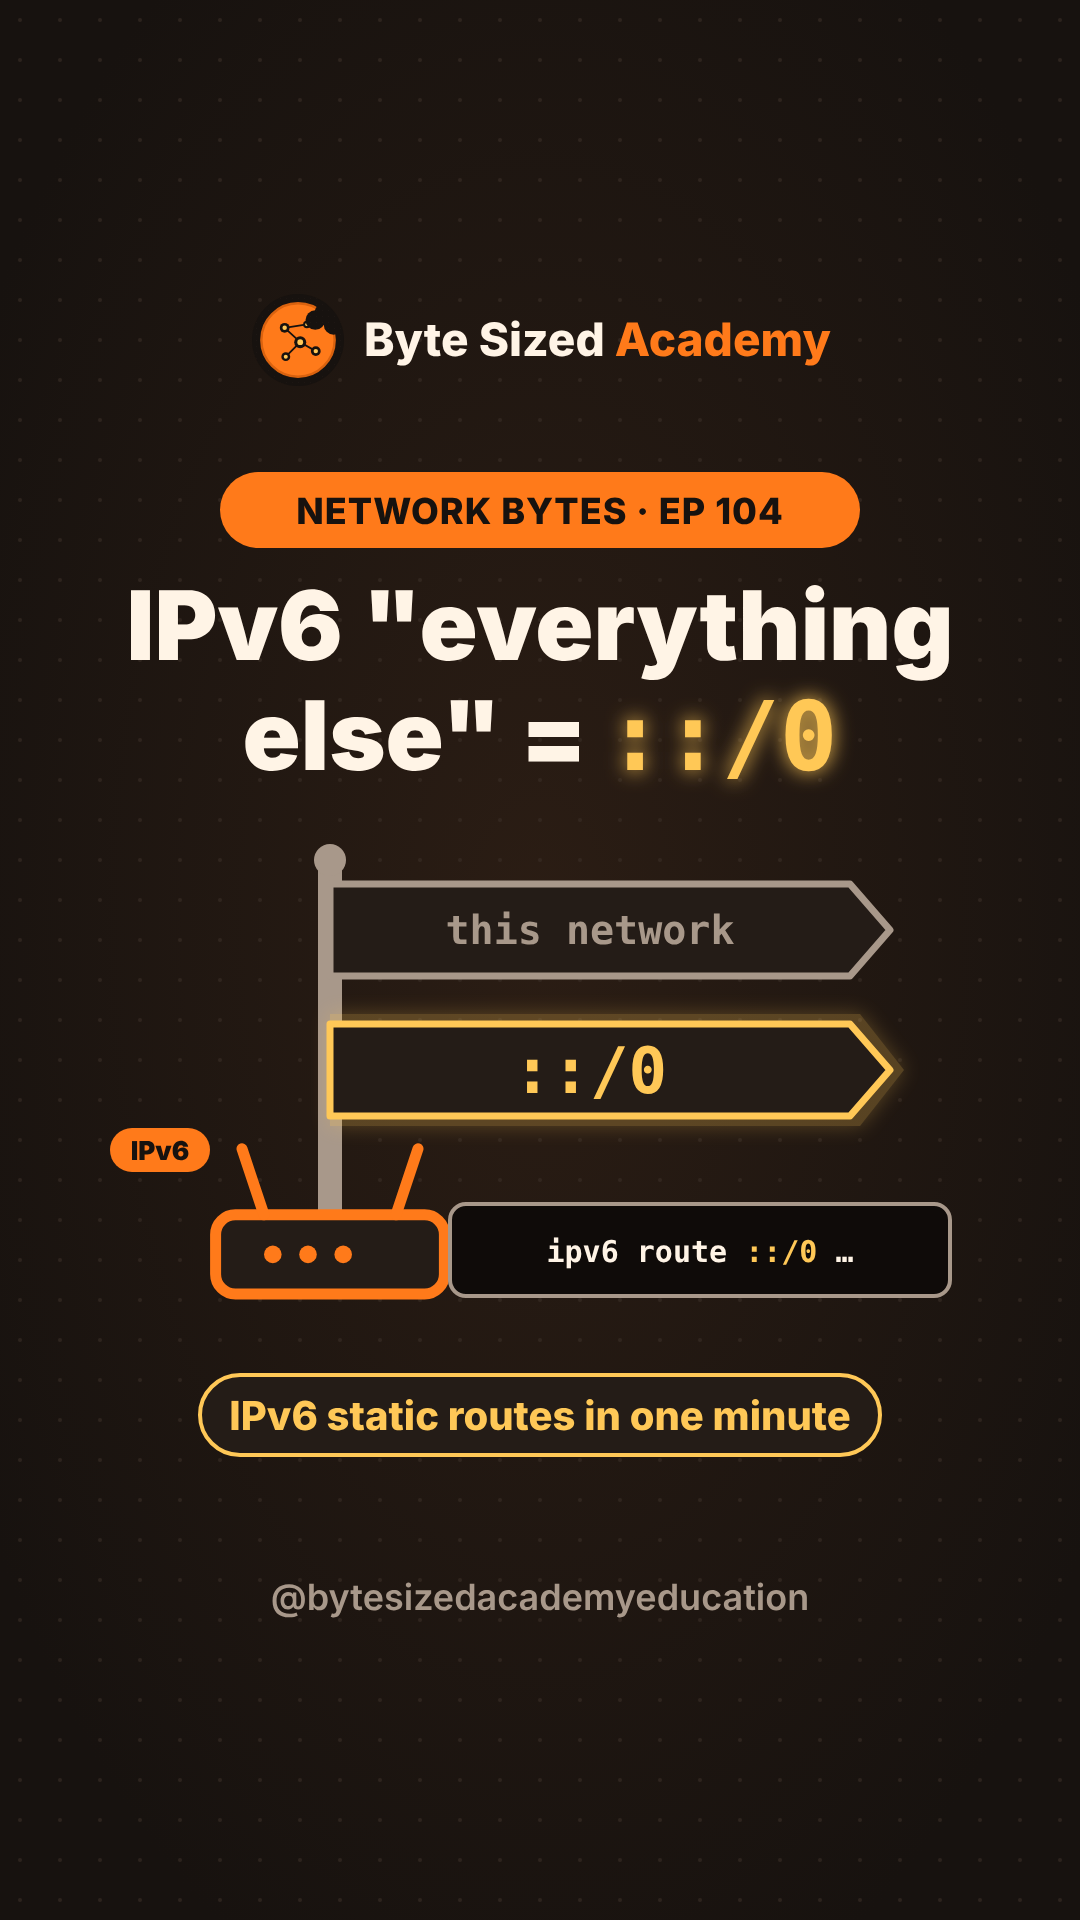 Byte Sized Academy
NETWORK BYTES · EP 104
IPv6 "everything
else" = ::/0
this network
::/0
IPv6
ipv6 route ::/0 …
IPv6 static routes in one minute
@bytesizedacademyeducation